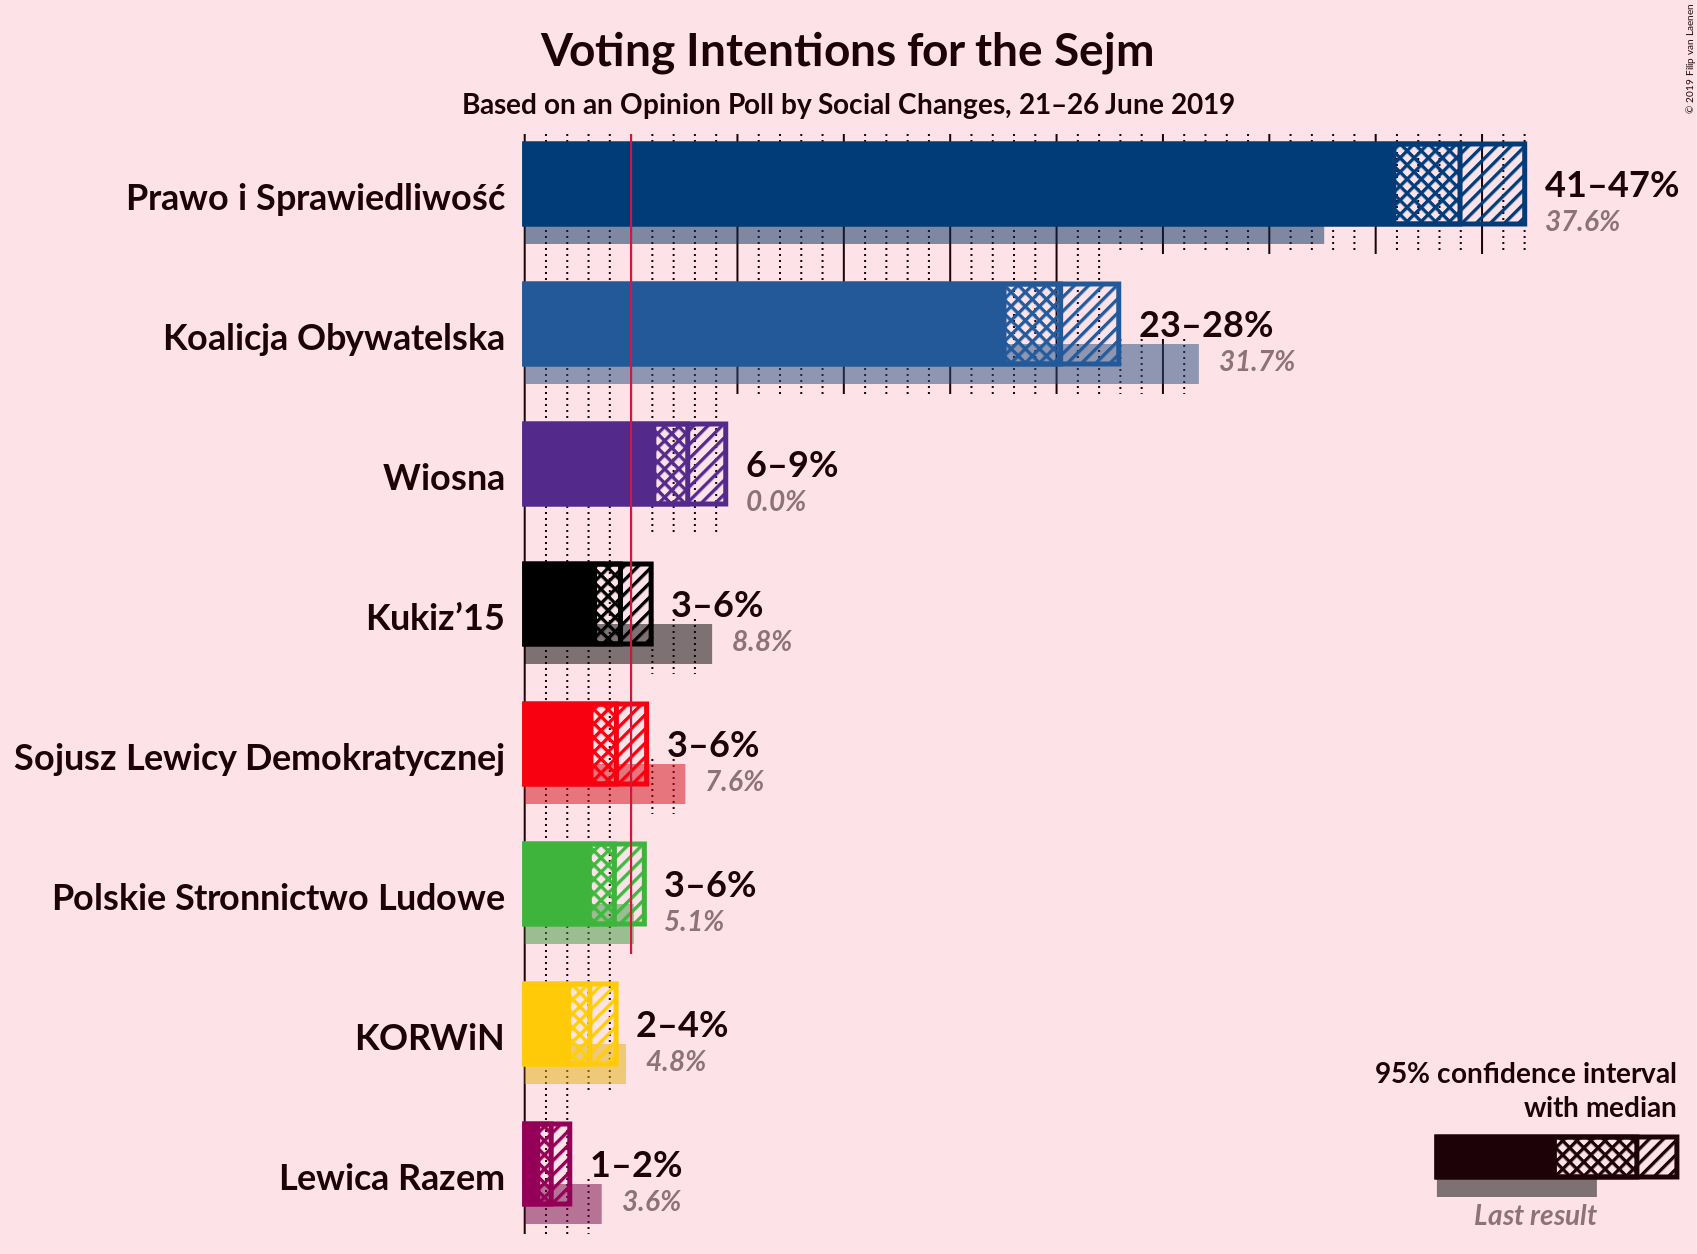 Voting Intentions for the Sejm
Based on an Opinion Poll by Social Changes, 21–26 June 2019
© 2019 Filip van Laenen
Prawo i Sprawiedliwość
41–47%
37.6%
Koalicja Obywatelska
23–28%
31.7%
Wiosna
6–9%
0.0%
Kukiz’15
3–6%
8.8%
Sojusz Lewicy Demokratycznej
3–6%
7.6%
Polskie Stronnictwo Ludowe
3–6%
5.1%
KORWiN
2–4%
4.8%
Lewica Razem
1–2%
3.6%
95% confidence interval
with median
Last result